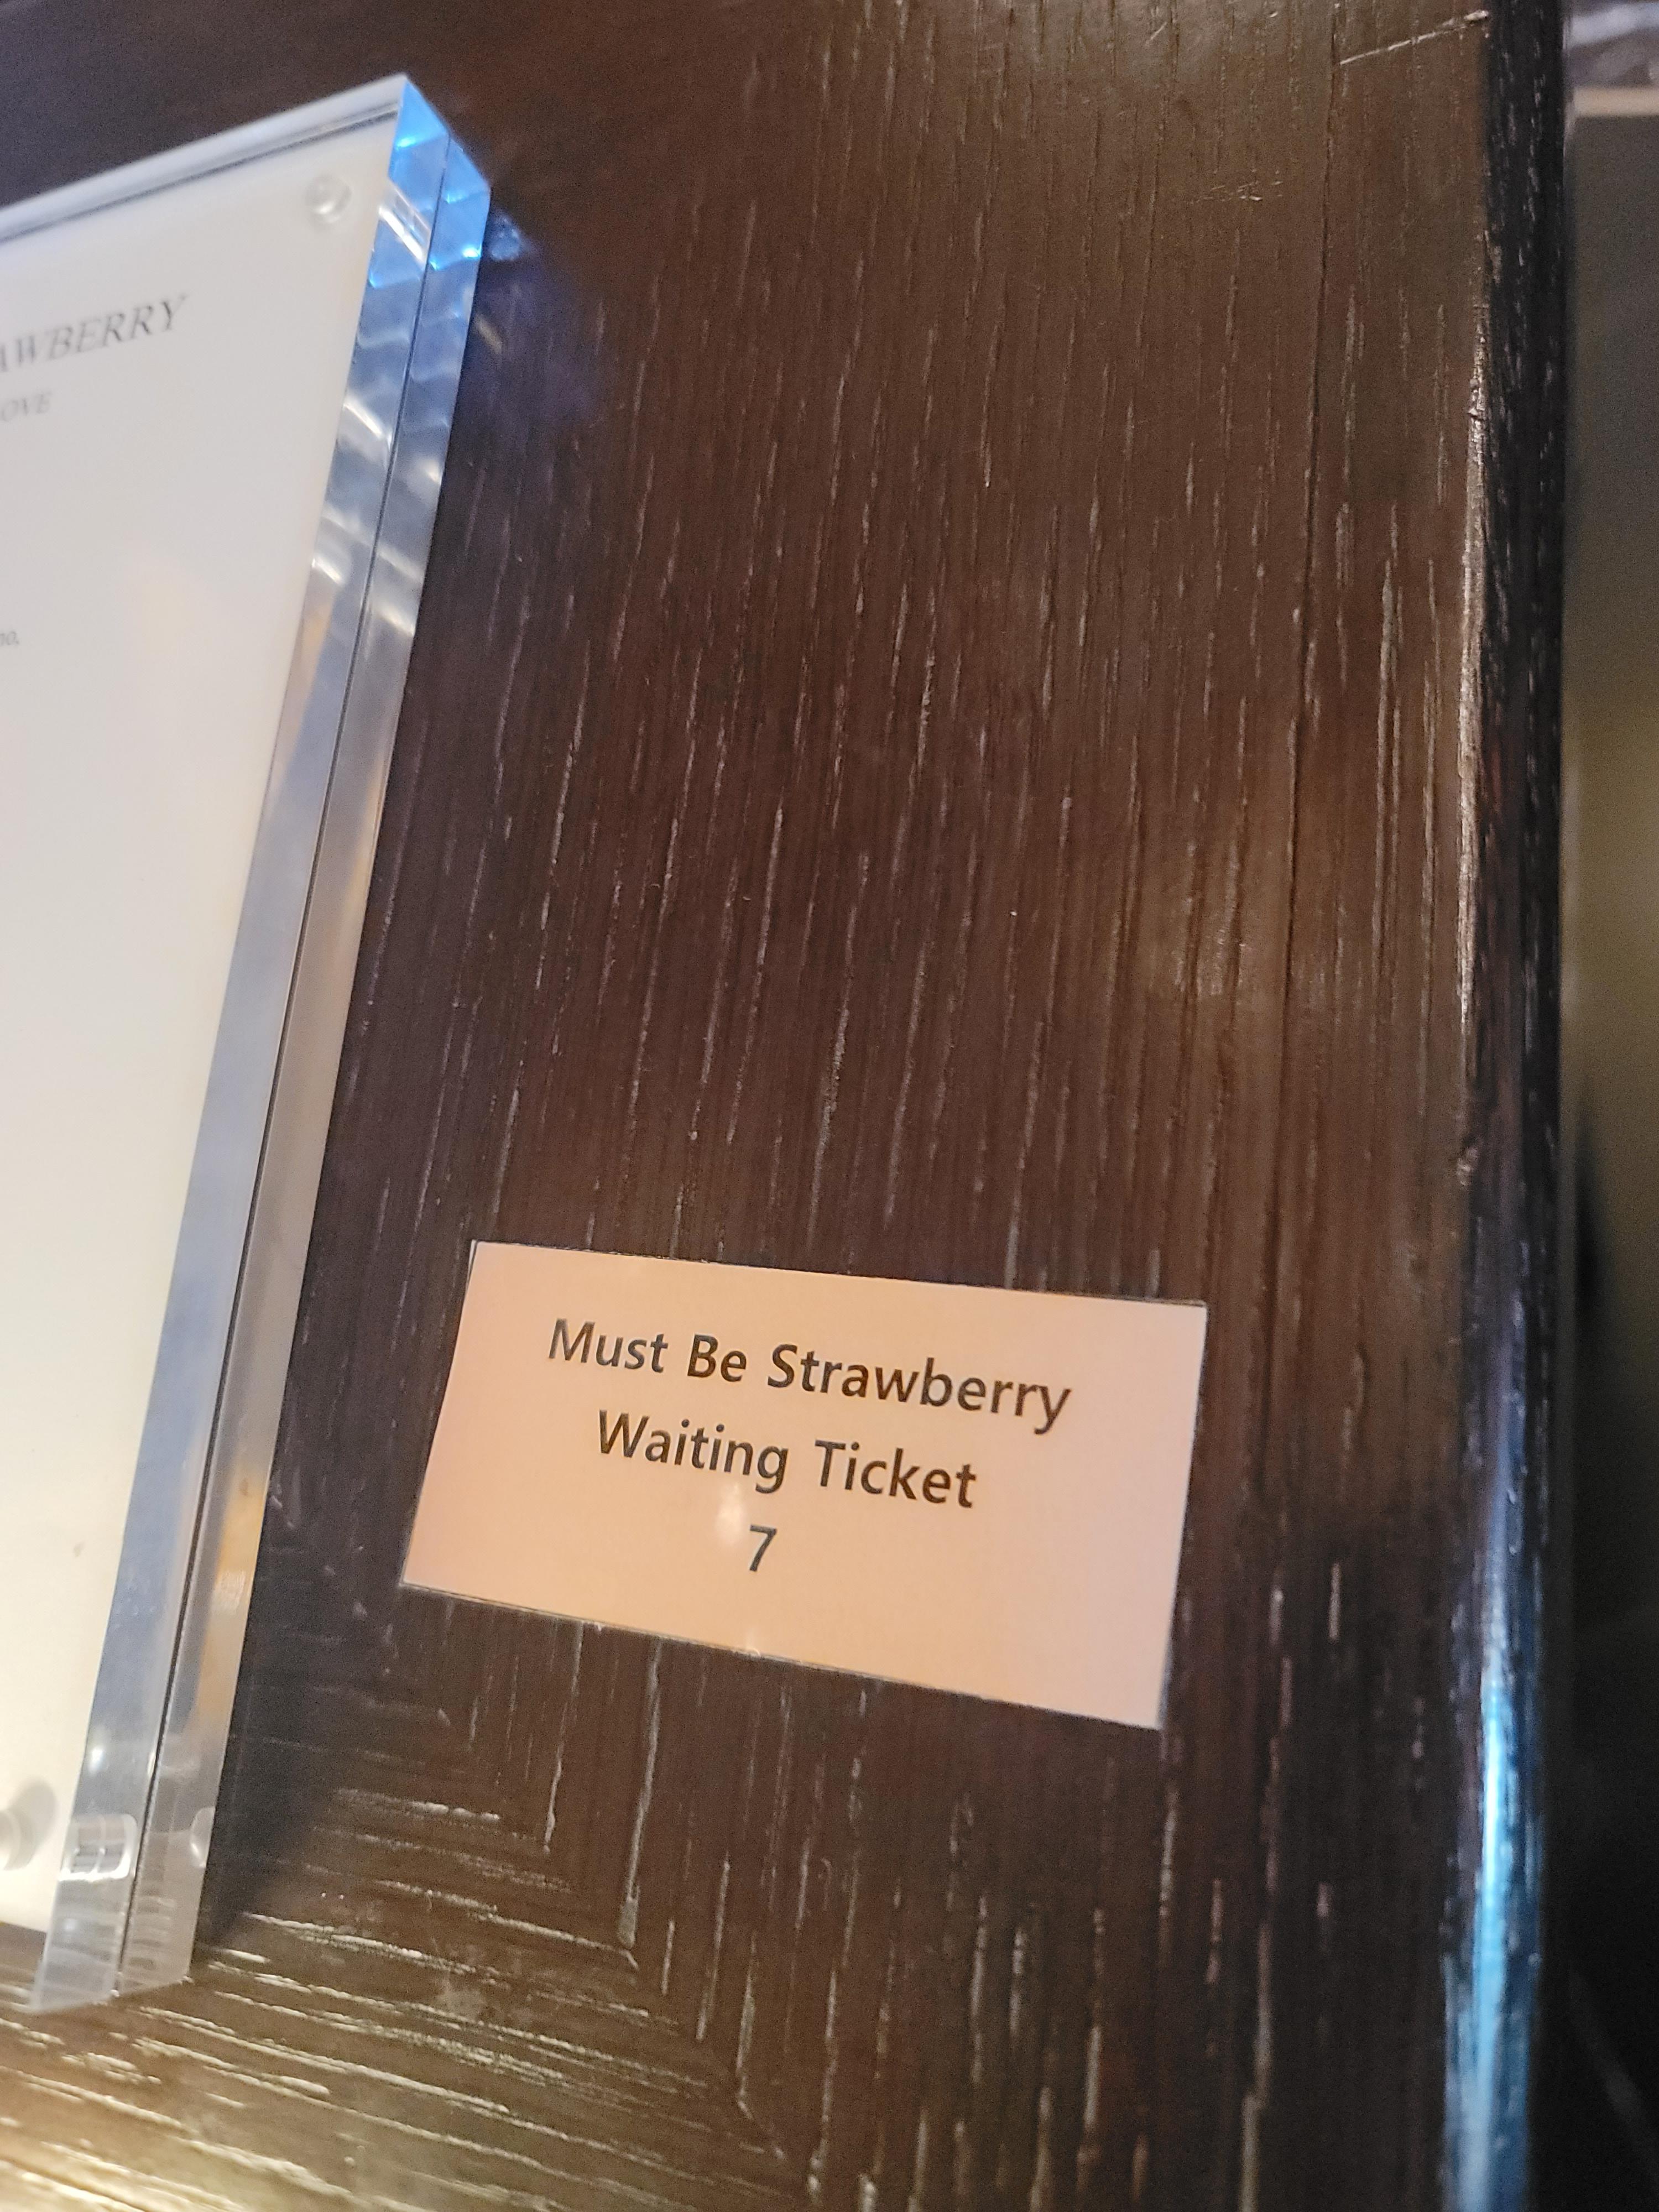 AWBERRY
OVE
Must Be Strawberry
Waiting Ticket
7